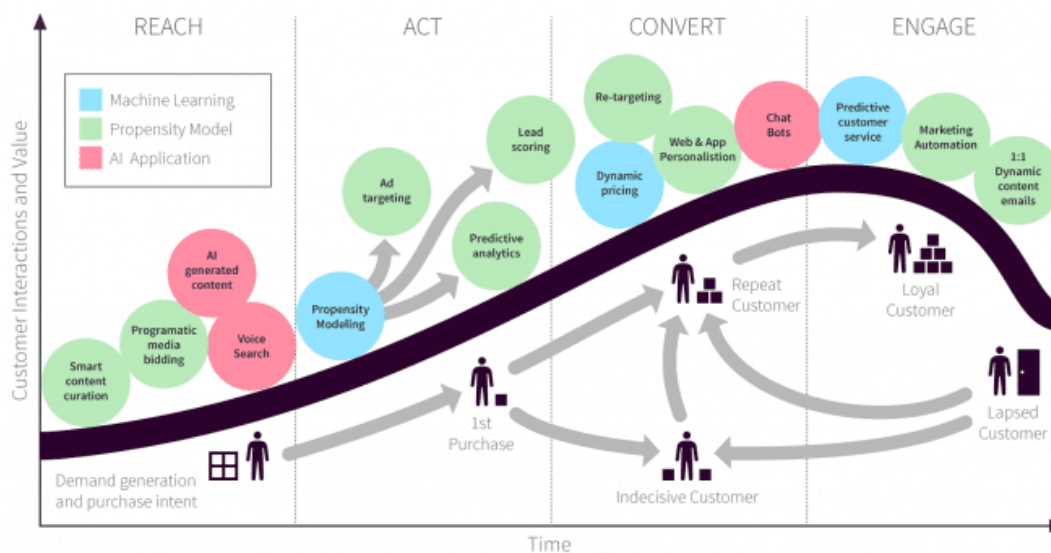 REACH
ACT
CONVERT
ENGAGE
Customer Interactions and Value
Machine Learning
Propensity Model
AI Application
Smart
content
curation
Programatic
media
bidding
AI
generated
content
Voice
Search
Propensity
Modeling
Ad
targeting
Lead
scoring
Predictive
analytics
Re-targeting
Dynamic
pricing
Web & App
Personalistion
Chat
Bots
Predictive
customer
service
Marketing
Automation
1:1
Dynamic
content
emails
Demand generation
and purchase intent
1st
Purchase
Repeat
Customer
Indecisive Customer
Loyal
Customer
Lapsed
Customer
Time